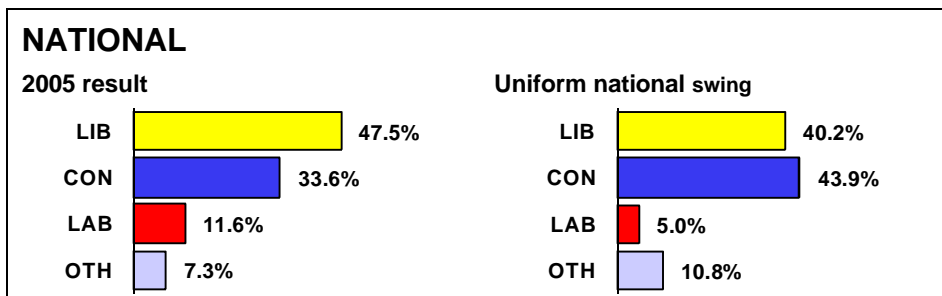 NATIONAL
2005 result
LIB 47.5%
CON 33.6%
LAB 11.6%
OTH 7.3%
Uniform national swing
LIB 40.2%
CON 43.9%
LAB 5.0%
OTH 10.8%